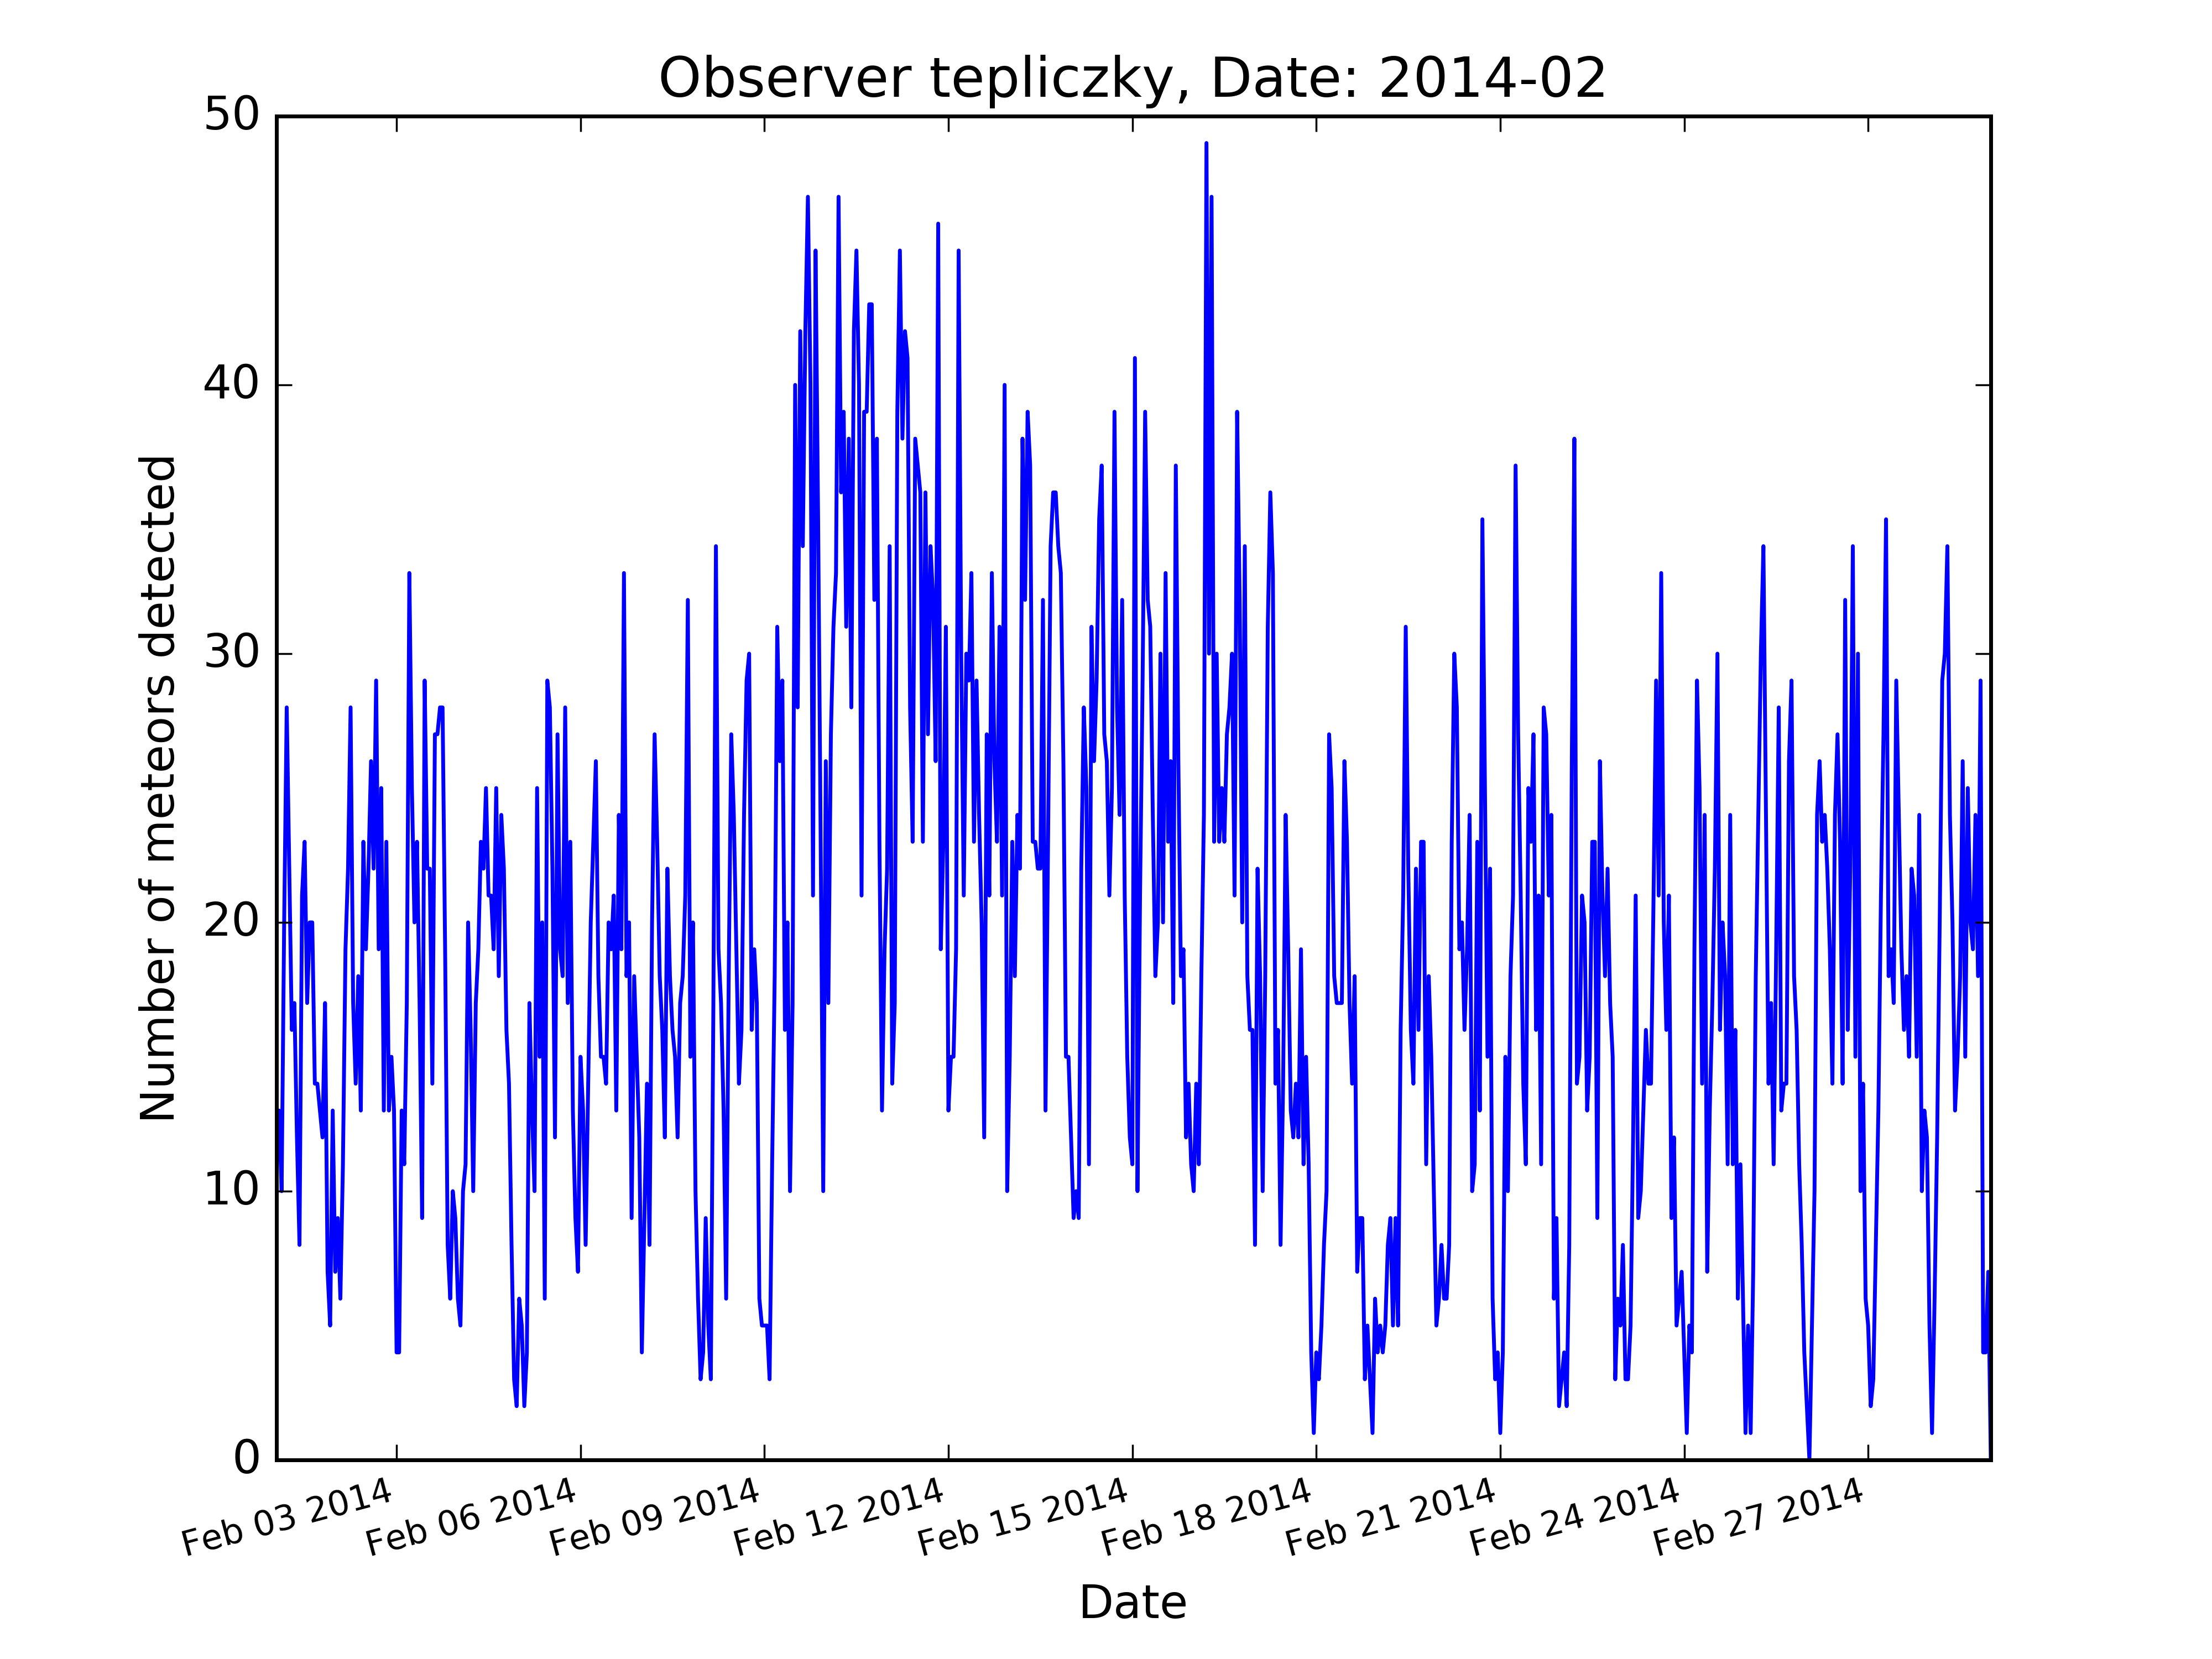 Observer tepliczky, Date: 2014-02
50
40
30
20
10
0
Number of meteors detected
Feb 03 2014
Feb 06 2014
Feb 09 2014
Feb 12 2014
Feb 15 2014
Feb 18 2014
Feb 21 2014
Feb 24 2014
Feb 27 2014
Date